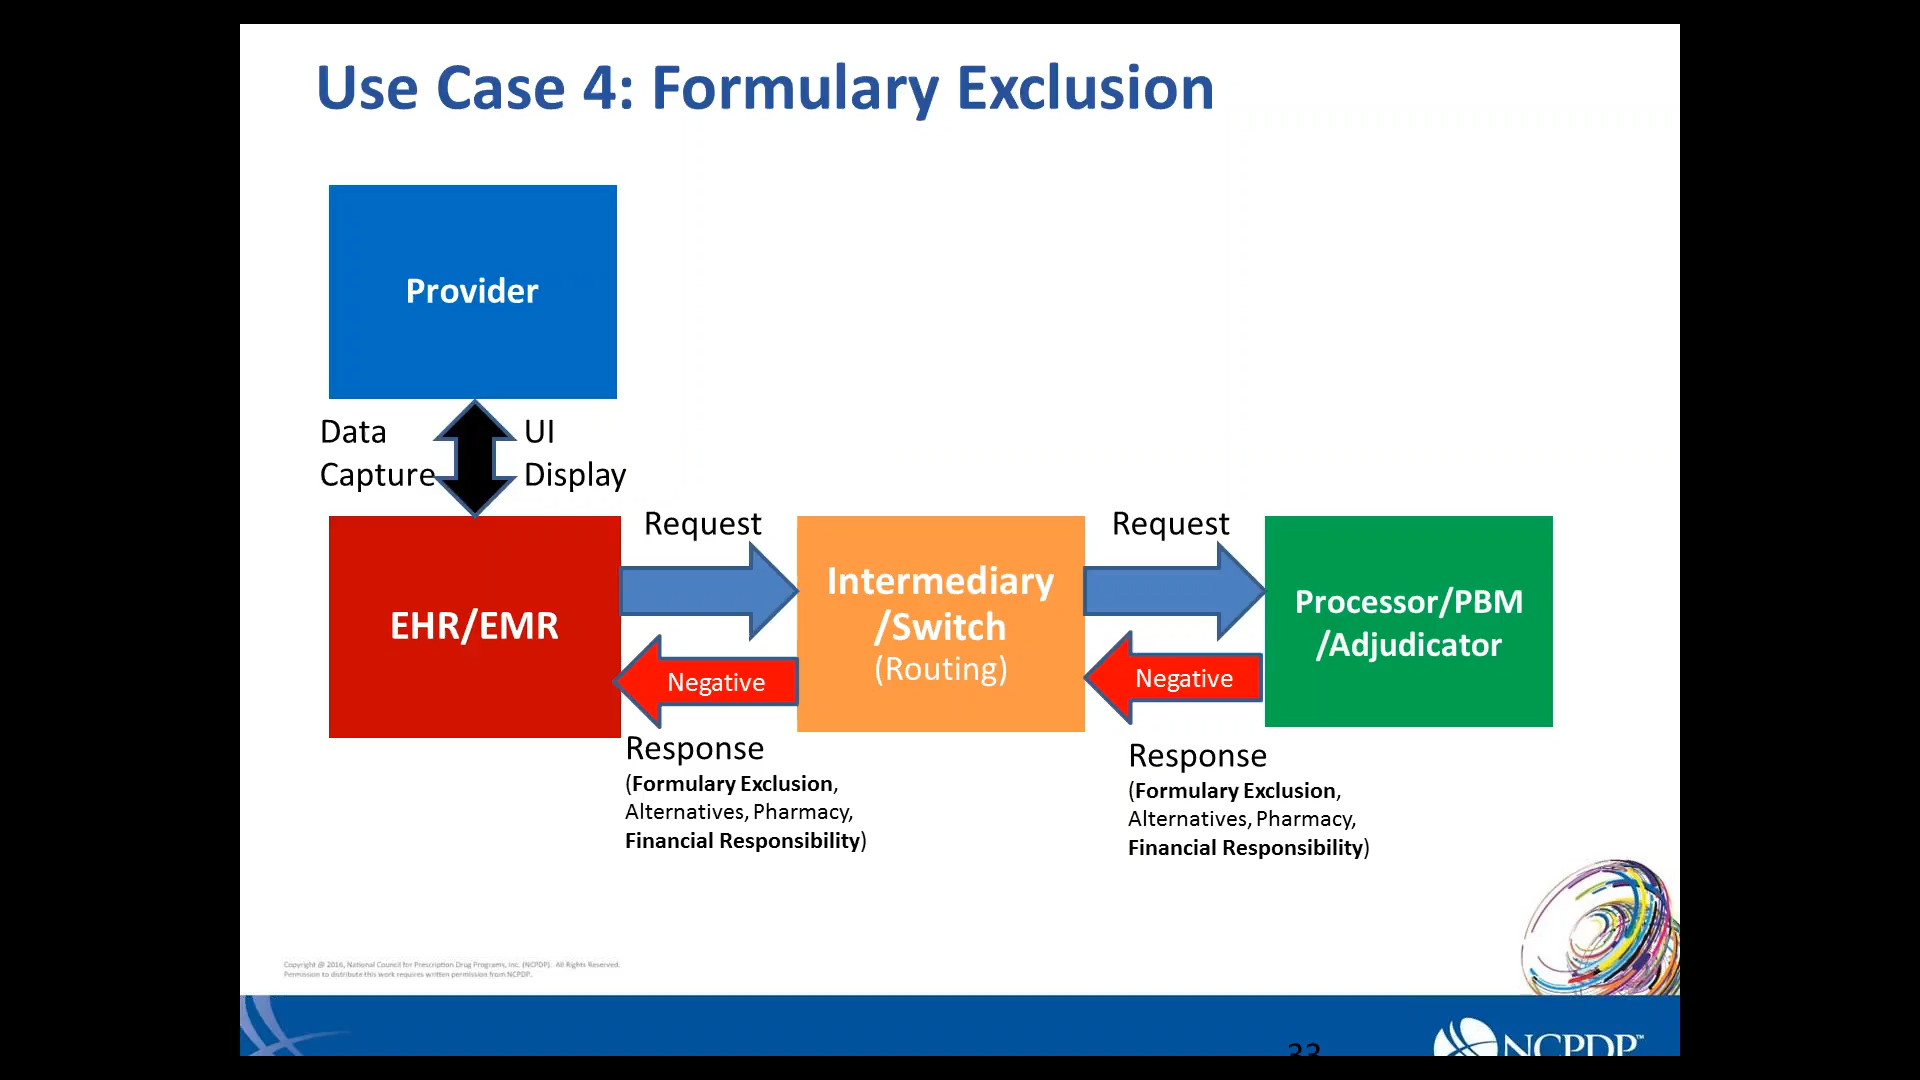 Use Case 4: Formulary Exclusion
Provider
Data
Capture
UI
Display
Request
Request
EHR/EMR
Intermediary
/Switch
(Routing)
Processor/PBM
/Adjudicator
Negative
Negative
Response
(Formulary Exclusion,
Alternatives, Pharmacy,
Financial Responsibility)
Response
(Formulary Exclusion,
Alternatives, Pharmacy,
Financial Responsibility)
Copyright @ 2016, National Council for Prescription Drug Programs, Inc. (NCPDP). All Rights Reserved.
Permission to distribute this work requires written permission from NCPDP.
33
NCPDP™